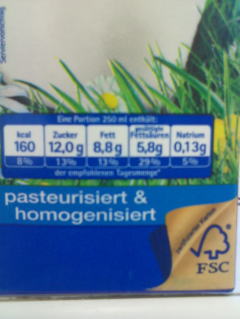 Serviervorschlag
Eine Portion 250 ml enthält:
kcal Zucker Fett gesättigte Fettsäuren Natrium
160 12,0g 8,8g 5,8g 0,13g
8% 13% 13% 29% 5%
der empfohlenen Tagesmenge*
pasteurisiert &
homogenisiert
FSC